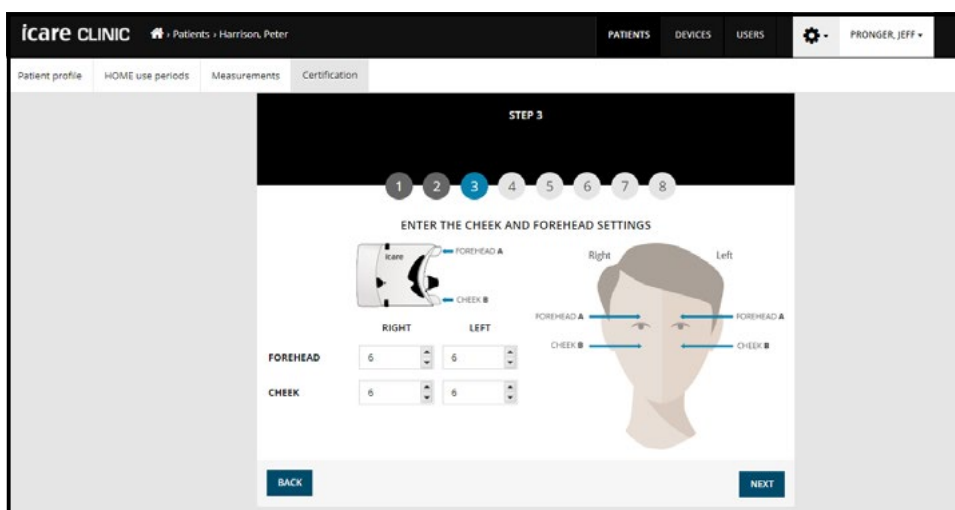 icare CLINIC › Patients › Harrison, Peter PATIENTS DEVICES USERS PRONGER, JEFF
Patient profile HOME use periods Measurements Certification
STEP 3
1 2 3 4 5 6 7 8
ENTER THE CHEEK AND FOREHEAD SETTINGS
icare
FOREHEAD A
CHEEK B
Right Left
FOREHEAD A FOREHEAD A
CHEEK B CHEEK B
RIGHT LEFT
FOREHEAD 6 6
CHEEK 6 6
BACK NEXT